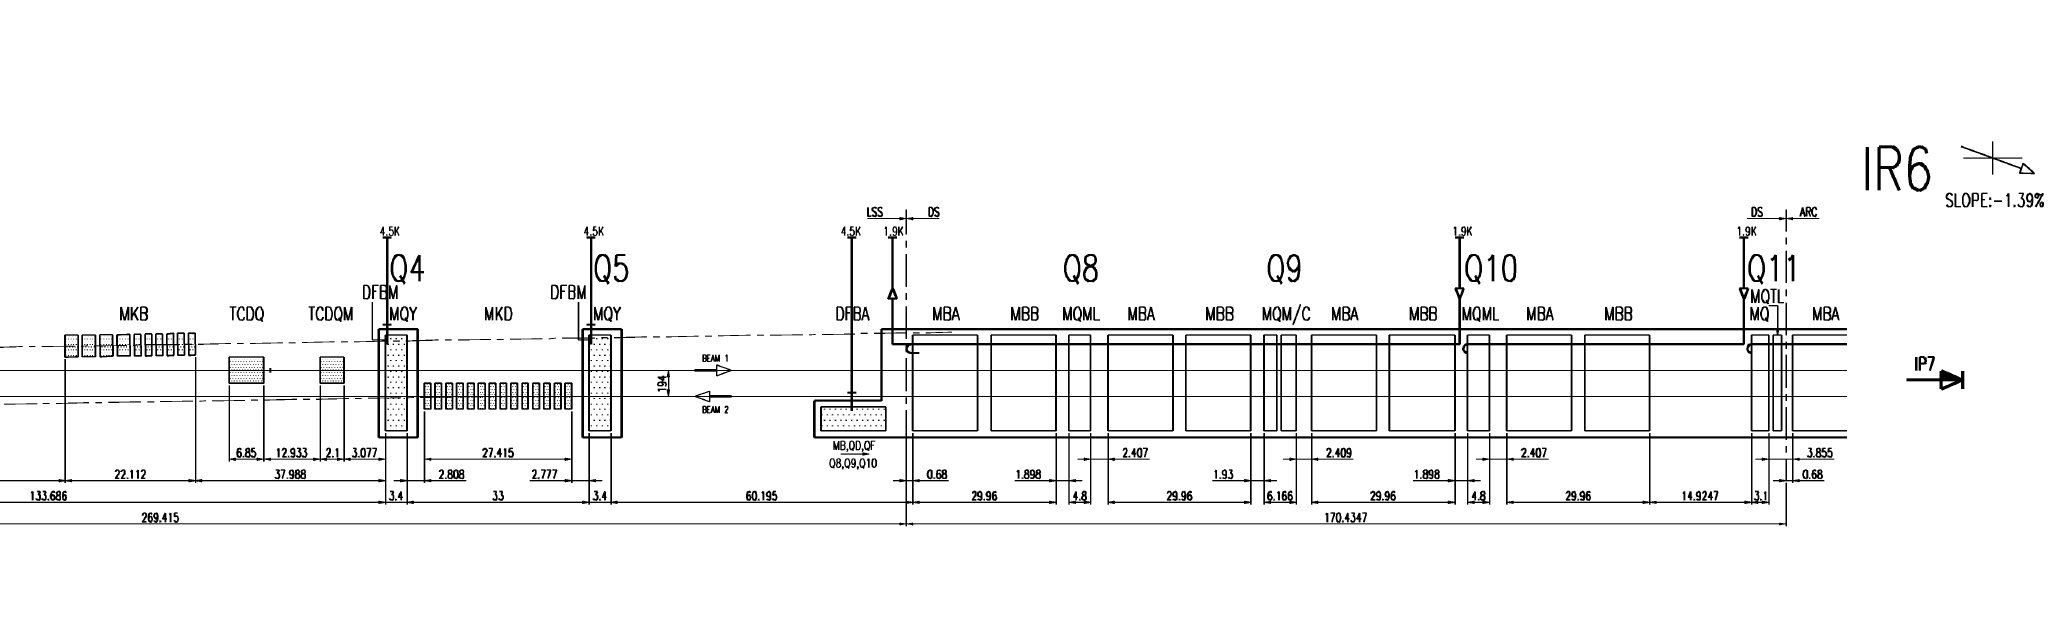 IR6
SLOPE:-1.39%
LSS DS
DS ARC
4.5K 4.5K 4.5K 1.9K 1.9K 1.9K
Q4 Q5 Q8 Q9 Q10 Q11
DFBM DFBM MQTL
MKB TCDQ TCDQM MQY MKD MQY DFBA MBA MBB MQML MBA MBB MQM/C MBA MBB MQML MBA MBB MQ MBA
BEAM 1
IP7
194
BEAM 2
MB,QD,QF
Q8,Q9,Q10
6.85 12.933 2.1 3.077 27.415 2.407 2.409 2.407 3.855
22.112 37.988 2.808 2.777 0.68 1.898 1.93 1.898 0.68
133.686 3.4 33 3.4 60.195 29.96 4.8 29.96 6.166 29.96 4.8 29.96 14.9247 3.1
269.415 170.4347